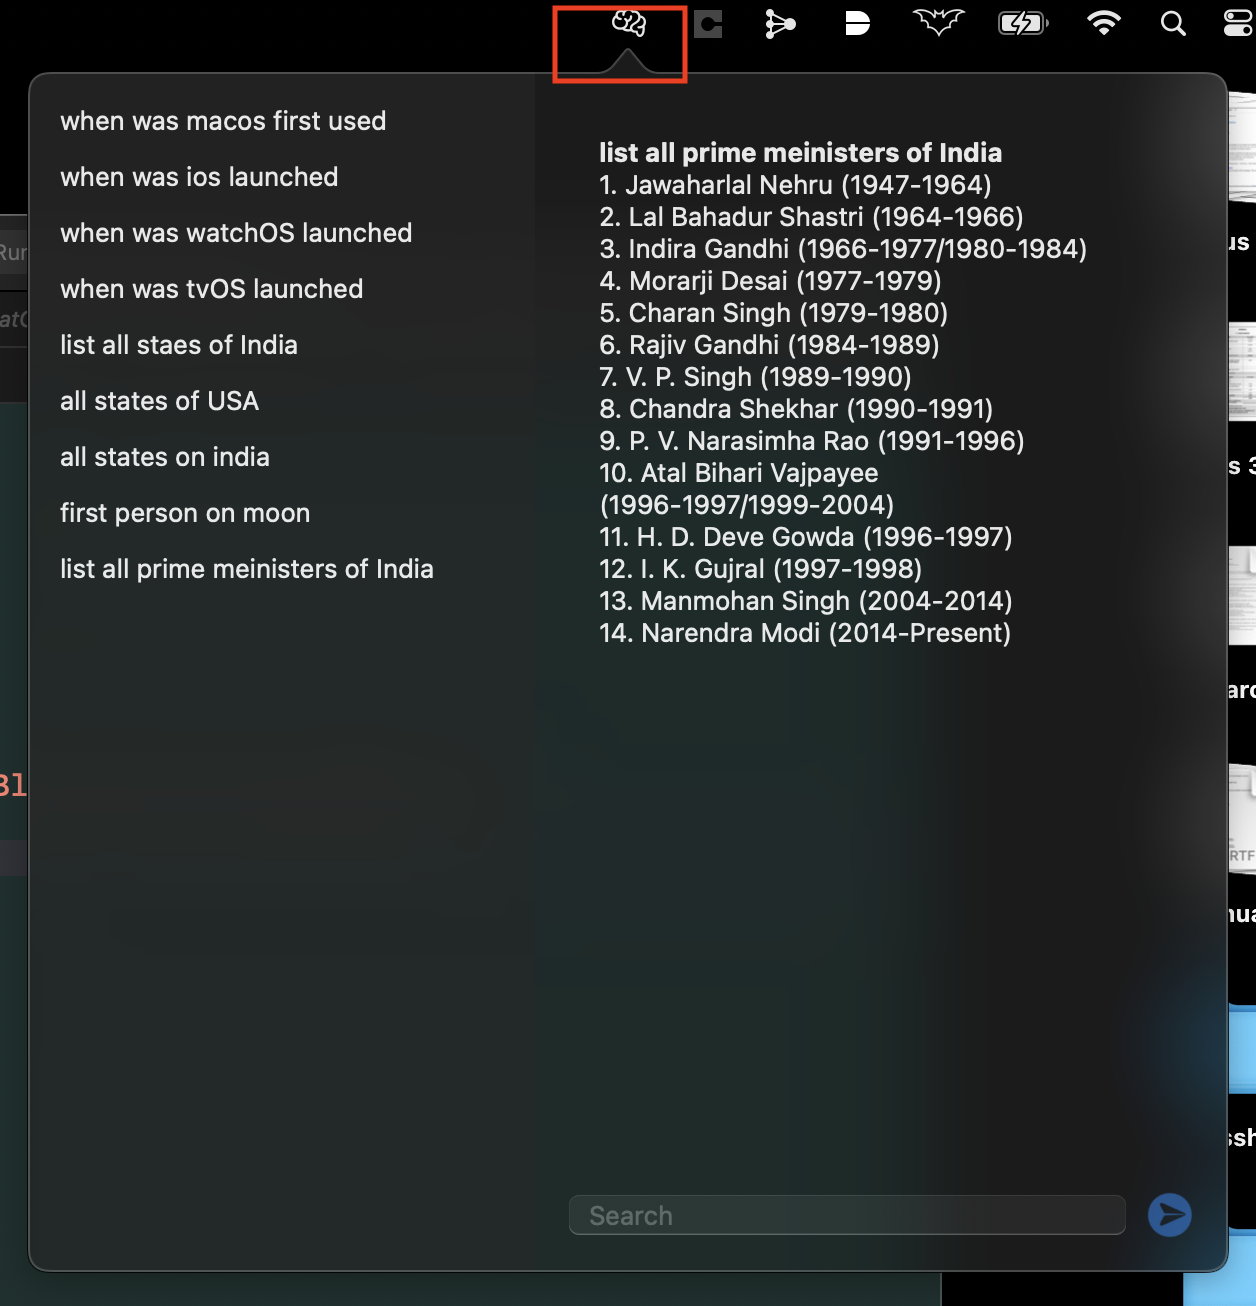 when was macos first used
when was ios launched
when was watchOS launched
when was tvOS launched
list all staes of India
all states of USA
all states on india
first person on moon
list all prime meinisters of India
list all prime meinisters of India
1. Jawaharlal Nehru (1947-1964)
2. Lal Bahadur Shastri (1964-1966)
3. Indira Gandhi (1966-1977/1980-1984)
4. Morarji Desai (1977-1979)
5. Charan Singh (1979-1980)
6. Rajiv Gandhi (1984-1989)
7. V. P. Singh (1989-1990)
8. Chandra Shekhar (1990-1991)
9. P. V. Narasimha Rao (1991-1996)
10. Atal Bihari Vajpayee
(1996-1997/1999-2004)
11. H. D. Deve Gowda (1996-1997)
12. I. K. Gujral (1997-1998)
13. Manmohan Singh (2004-2014)
14. Narendra Modi (2014-Present)
Search
RTF